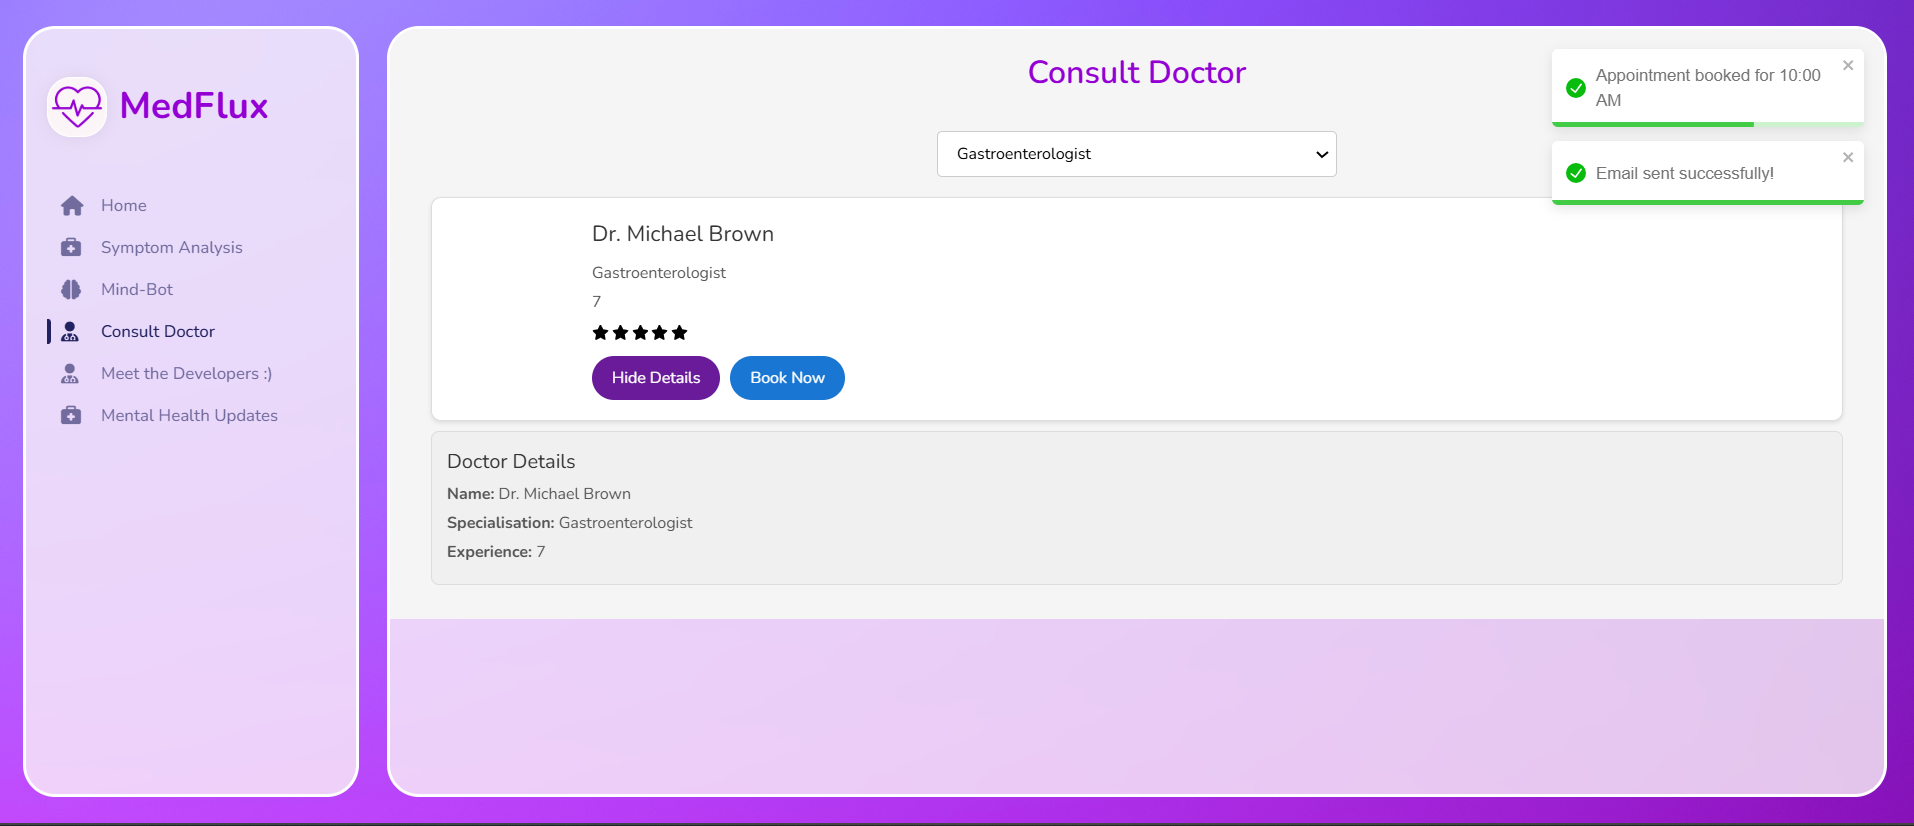 MedFlux
Home
Symptom Analysis
Mind-Bot
Consult Doctor
Meet the Developers :)
Mental Health Updates
Consult Doctor
Gastroenterologist
Dr. Michael Brown
Gastroenterologist
7
Hide Details
Book Now
Doctor Details
Name: Dr. Michael Brown
Specialisation: Gastroenterologist
Experience: 7
Appointment booked for 10:00
AM
Email sent successfully!